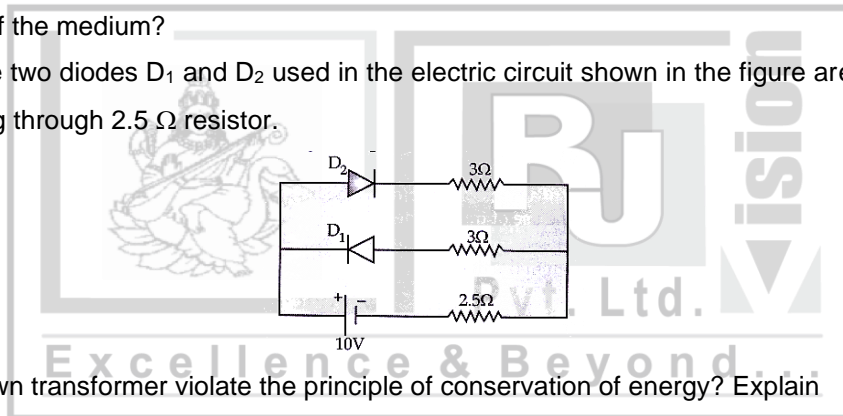 f the medium?
e two diodes D₁ and D₂ used in the electric circuit shown in the figure are
g through 2.5 Ω resistor.
D₂ 3Ω
D₁ 3Ω
+ - 2.5Ω
10V
BJ Vision
Pvt. Ltd.
Excellence & Beyond...
wn transformer violate the principle of conservation of energy? Explain